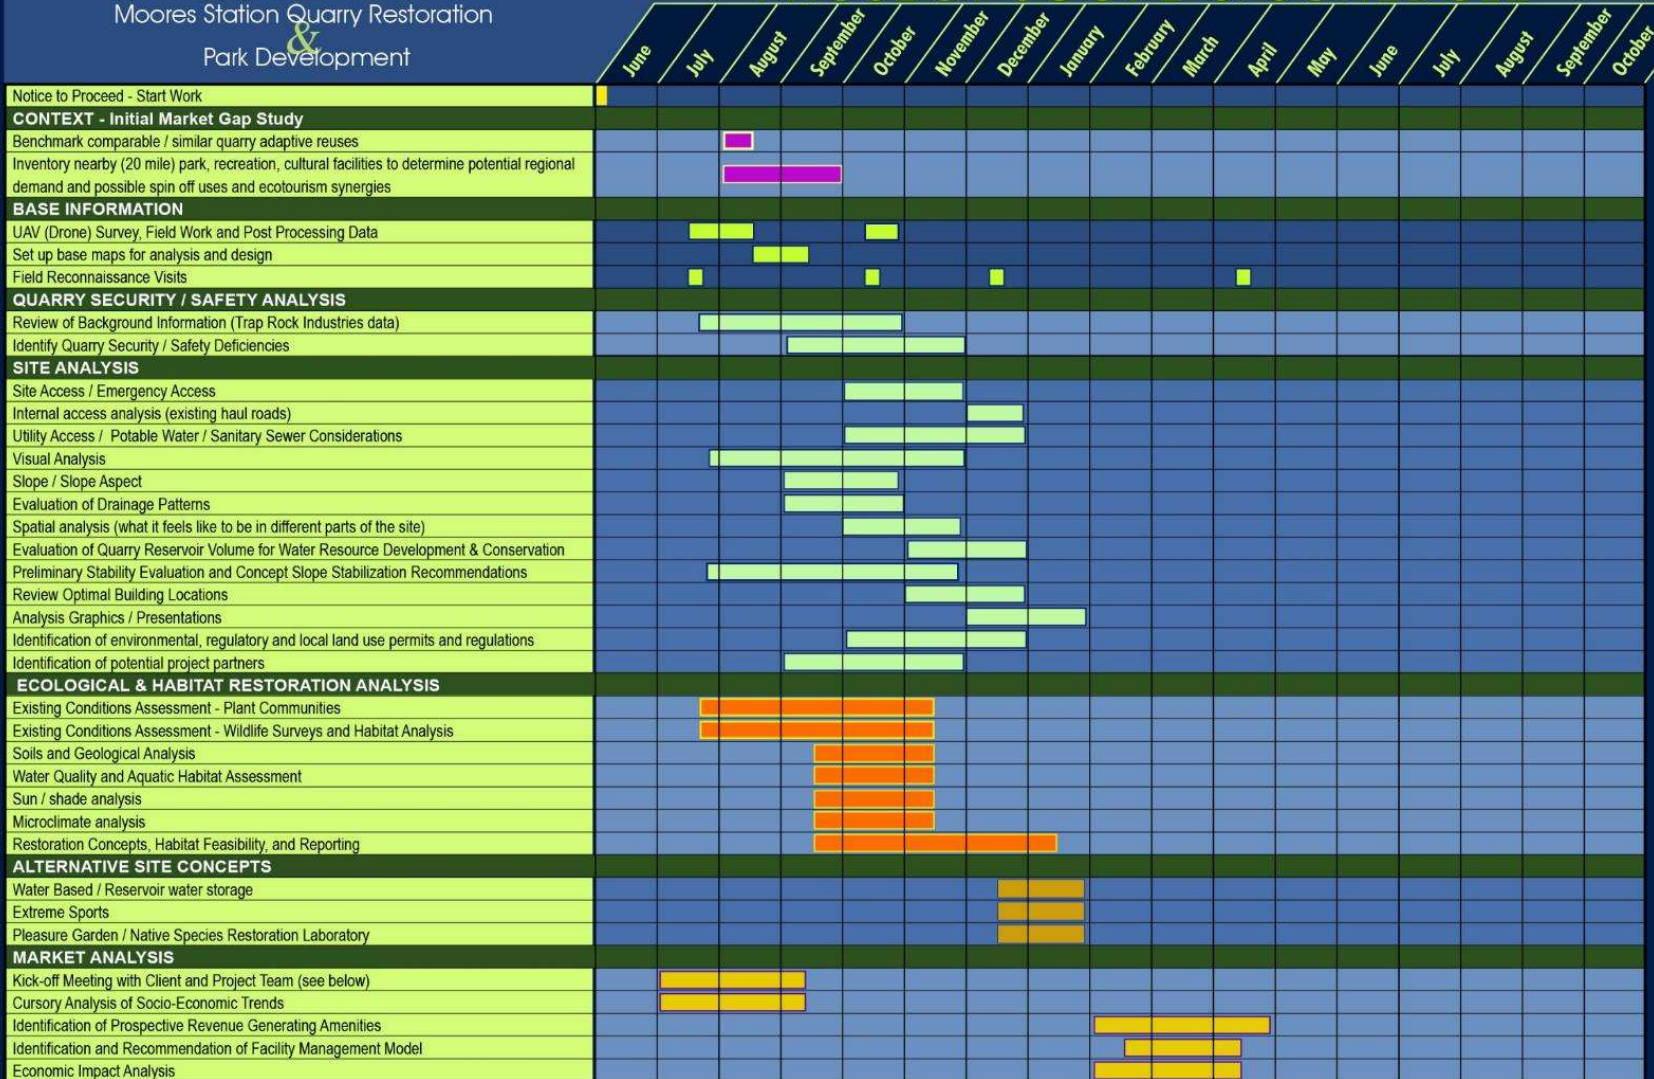 Moores Station Quarry Restoration
&
Park Development
June
July
August
September
October
November
December
January
February
March
April
May
June
July
August
September
October
Notice to Proceed - Start Work
CONTEXT - Initial Market Gap Study
Benchmark comparable / similar quarry adaptive reuses
Inventory nearby (20 mile) park, recreation, cultural facilities to determine potential regional
demand and possible spin off uses and ecotourism synergies
BASE INFORMATION
UAV (Drone) Survey, Field Work and Post Processing Data
Set up base maps for analysis and design
Field Reconnaissance Visits
QUARRY SECURITY / SAFETY ANALYSIS
Review of Background Information (Trap Rock Industries data)
Identify Quarry Security / Safety Deficiencies
SITE ANALYSIS
Site Access / Emergency Access
Internal access analysis (existing haul roads)
Utility Access / Potable Water / Sanitary Sewer Considerations
Visual Analysis
Slope / Slope Aspect
Evaluation of Drainage Patterns
Spatial analysis (what it feels like to be in different parts of the site)
Evaluation of Quarry Reservoir Volume for Water Resource Development & Conservation
Preliminary Stability Evaluation and Concept Slope Stabilization Recommendations
Review Optimal Building Locations
Analysis Graphics / Presentations
Identification of environmental, regulatory and local land use permits and regulations
Identification of potential project partners
ECOLOGICAL & HABITAT RESTORATION ANALYSIS
Existing Conditions Assessment - Plant Communities
Existing Conditions Assessment - Wildlife Surveys and Habitat Analysis
Soils and Geological Analysis
Water Quality and Aquatic Habitat Assessment
Sun / shade analysis
Microclimate analysis
Restoration Concepts, Habitat Feasibility, and Reporting
ALTERNATIVE SITE CONCEPTS
Water Based / Reservoir water storage
Extreme Sports
Pleasure Garden / Native Species Restoration Laboratory
MARKET ANALYSIS
Kick-off Meeting with Client and Project Team (see below)
Cursory Analysis of Socio-Economic Trends
Identification of Prospective Revenue Generating Amenities
Identification and Recommendation of Facility Management Model
Economic Impact Analysis